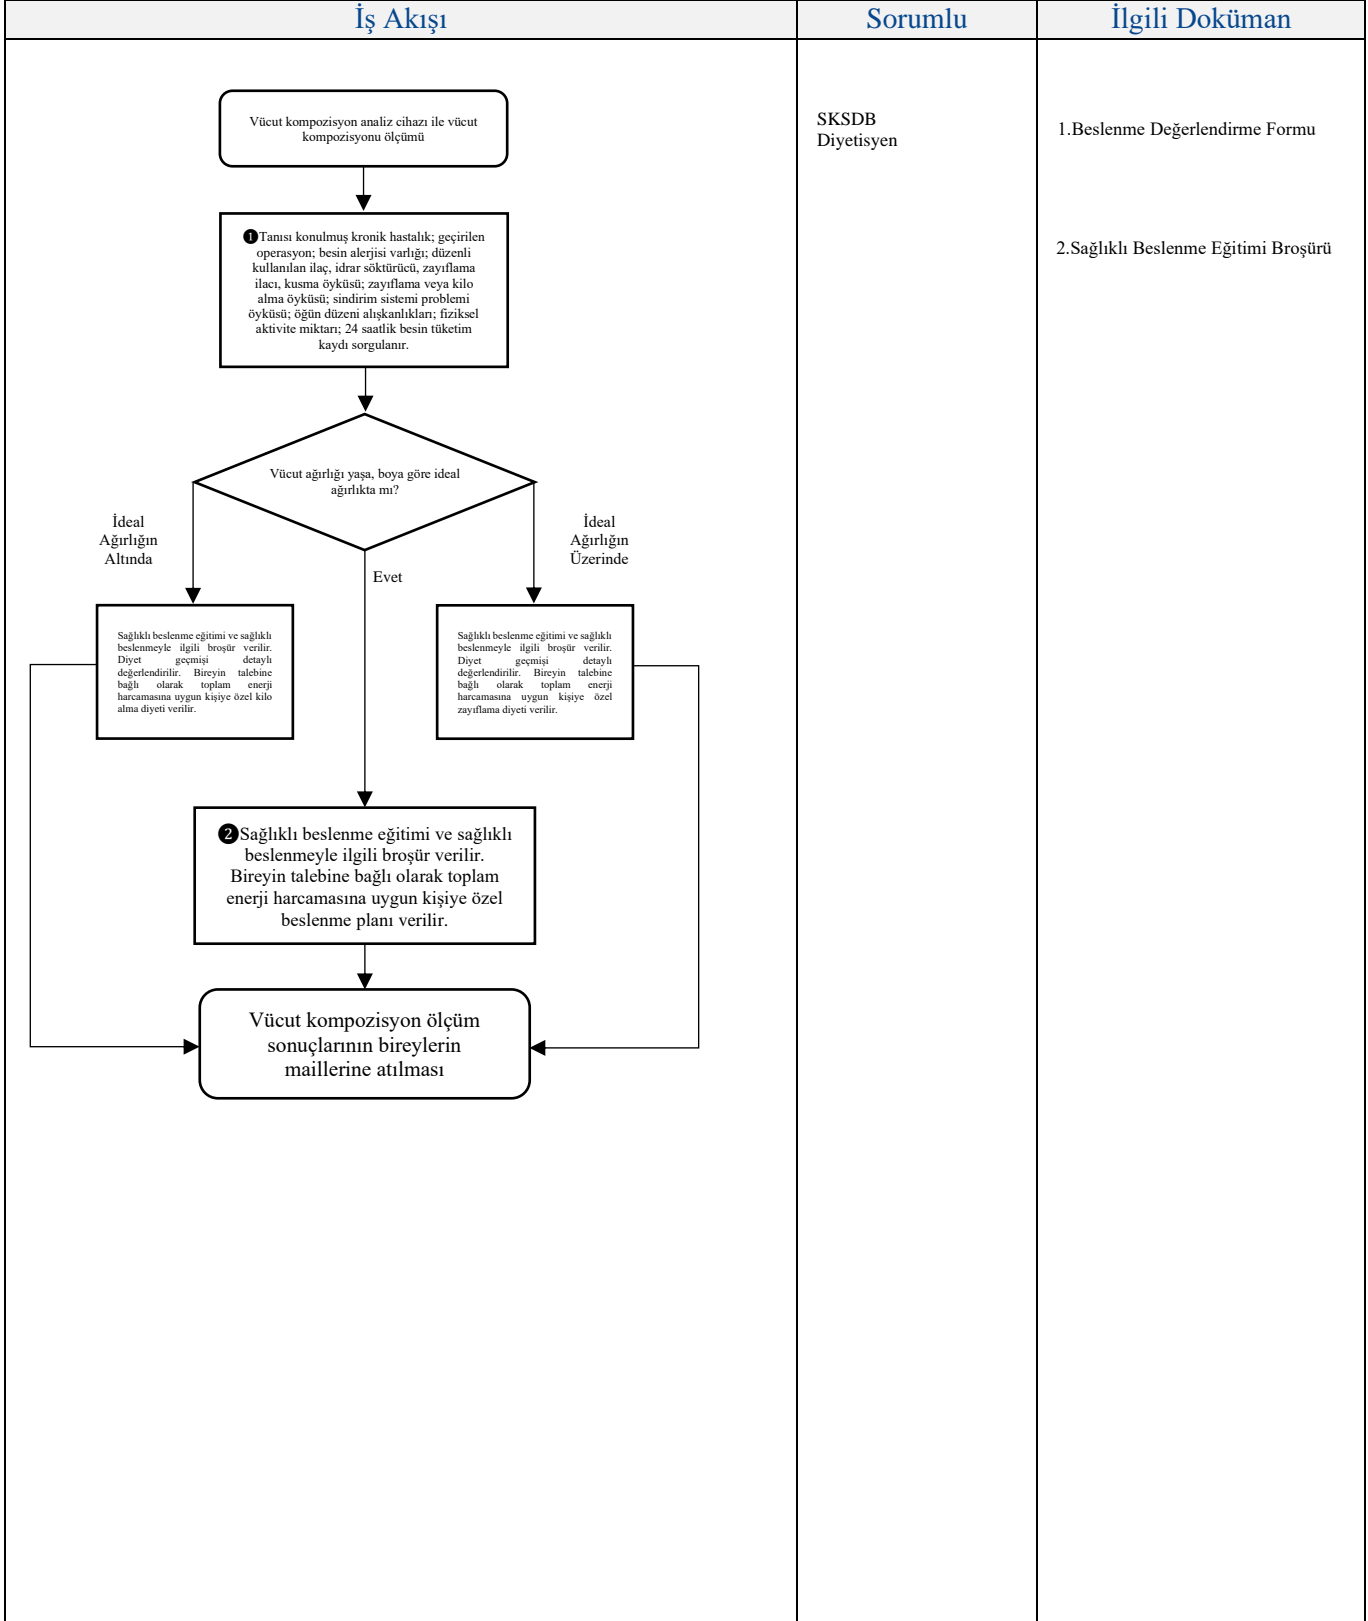 İş Akışı
Sorumlu
İlgili Doküman
Vücut kompozisyon analiz cihazı ile vücut
kompozisyonu ölçümü
SKSDB
Diyetisyen
1.Beslenme Değerlendirme Formu
❶Tanısı konulmuş kronik hastalık; geçirilen
operasyon; besin alerjisi varlığı; düzenli
kullanılan ilaç, idrar söktürücü, zayıflama
ilacı, kusma öyküsü; zayıflama veya kilo
alma öyküsü; sindirim sistemi problemi
öyküsü; öğün düzeni alışkanlıkları; fiziksel
aktivite miktarı; 24 saatlik besin tüketim
kaydı sorgulanır.
2.Sağlıklı Beslenme Eğitimi Broşürü
Vücut ağırlığı yaşa, boya göre ideal
ağırlıkta mı?
İdeal
Ağırlığın
Altında
Evet
İdeal
Ağırlığın
Üzerinde
Sağlıklı beslenme eğitimi ve sağlıklı
beslenmeyle ilgili broşür verilir.
Diyet geçmişi detaylı
değerlendirilir. Bireyin talebine
bağlı olarak toplam enerji
harcamasına uygun kişiye özel kilo
alma diyeti verilir.
Sağlıklı beslenme eğitimi ve sağlıklı
beslenmeyle ilgili broşür verilir.
Diyet geçmişi detaylı
değerlendirilir. Bireyin talebine
bağlı olarak toplam enerji
harcamasına uygun kişiye özel
zayıflama diyeti verilir.
❷Sağlıklı beslenme eğitimi ve sağlıklı
beslenmeyle ilgili broşür verilir.
Bireyin talebine bağlı olarak toplam
enerji harcamasına uygun kişiye özel
beslenme planı verilir.
Vücut kompozisyon ölçüm
sonuçlarının bireylerin
maillerine atılması